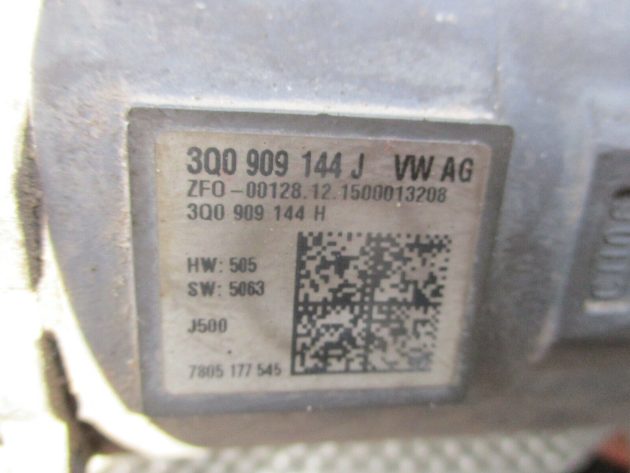 3Q0 909 144 J VW AG
ZFO-00128.12.1500013208
3Q0 909 144 H
HW: 505
SW: 5063
J500
7805 177 545